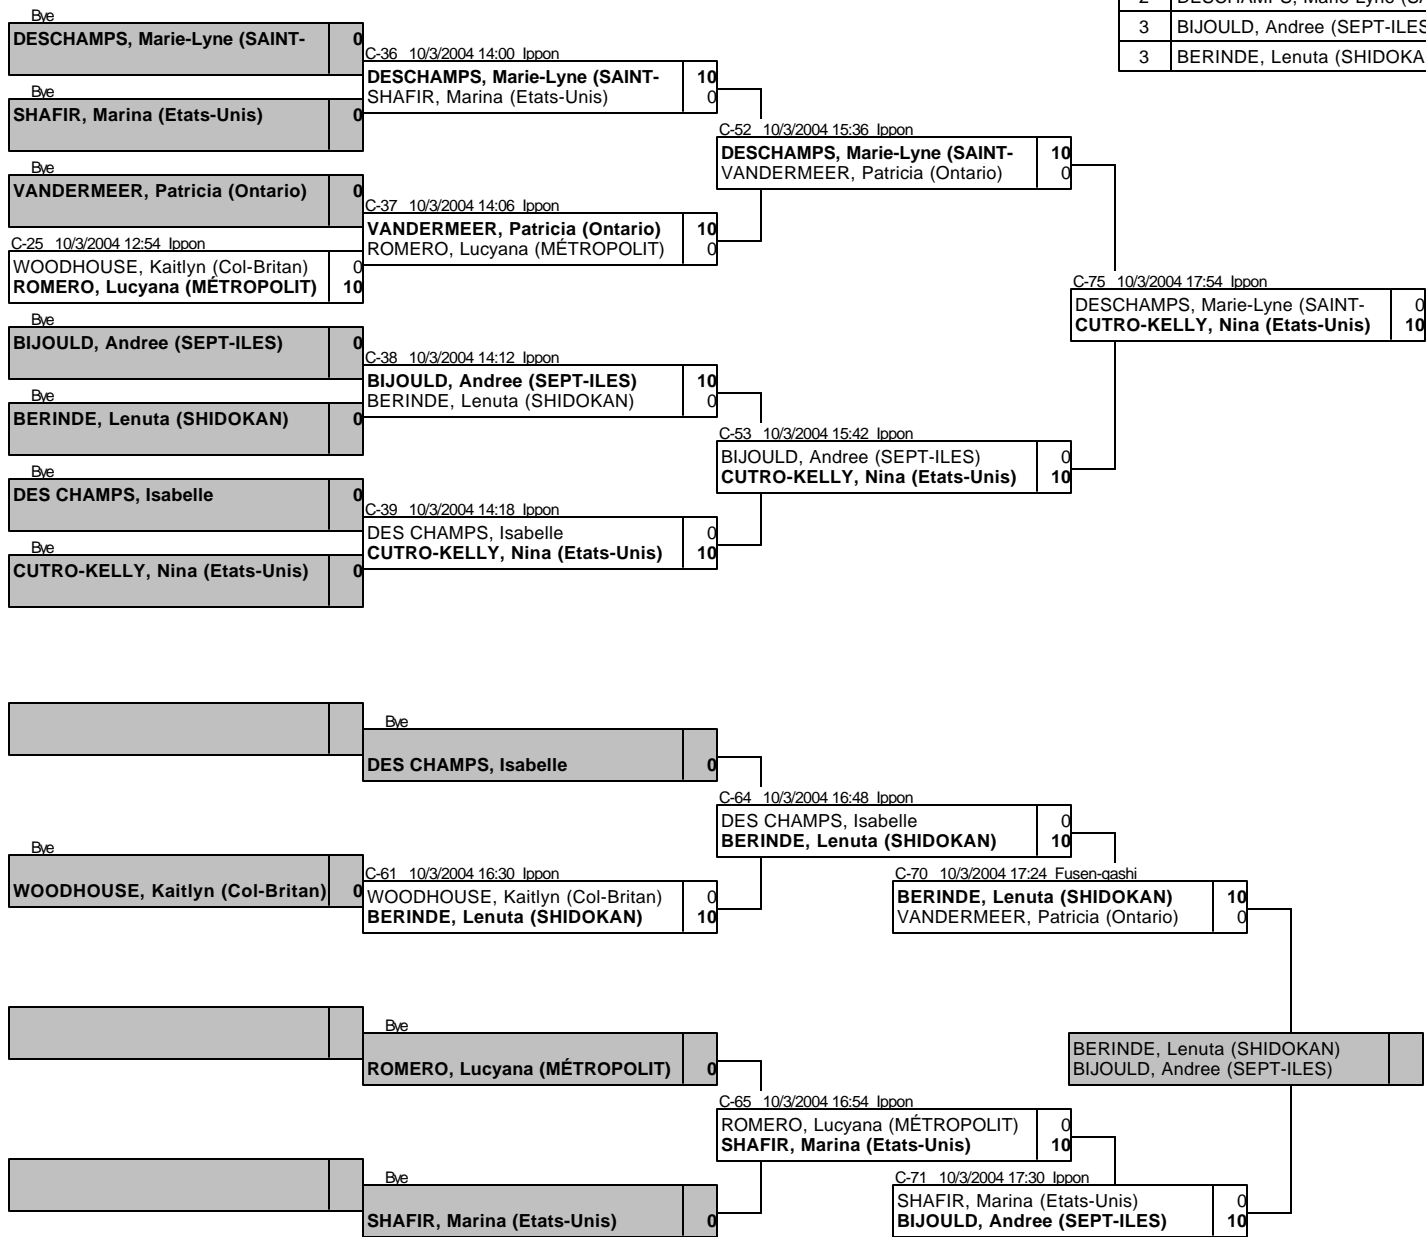 2 DESCHAMPS, Marie-Lyne (SA
3 BIJOULD, Andree (SEPT-ILES
3 BERINDE, Lenuta (SHIDOKA
Bye
DESCHAMPS, Marie-Lyne (SAINT- 0
Bye
SHAFIR, Marina (Etats-Unis) 0
Bye
VANDERMEER, Patricia (Ontario) 0
C-25 10/3/2004 12:54 Ippon
WOODHOUSE, Kaitlyn (Col-Britan) 0
ROMERO, Lucyana (MÉTROPOLIT) 10
Bye
BIJOULD, Andree (SEPT-ILES) 0
Bye
BERINDE, Lenuta (SHIDOKAN) 0
Bye
DES CHAMPS, Isabelle 0
Bye
CUTRO-KELLY, Nina (Etats-Unis) 0
C-36 10/3/2004 14:00 Ippon
DESCHAMPS, Marie-Lyne (SAINT- 10
SHAFIR, Marina (Etats-Unis) 0
C-37 10/3/2004 14:06 Ippon
VANDERMEER, Patricia (Ontario) 10
ROMERO, Lucyana (MÉTROPOLIT) 0
C-38 10/3/2004 14:12 Ippon
BIJOULD, Andree (SEPT-ILES) 10
BERINDE, Lenuta (SHIDOKAN) 0
C-39 10/3/2004 14:18 Ippon
DES CHAMPS, Isabelle 0
CUTRO-KELLY, Nina (Etats-Unis) 10
C-52 10/3/2004 15:36 Ippon
DESCHAMPS, Marie-Lyne (SAINT- 10
VANDERMEER, Patricia (Ontario) 0
C-53 10/3/2004 15:42 Ippon
BIJOULD, Andree (SEPT-ILES) 0
CUTRO-KELLY, Nina (Etats-Unis) 10
C-75 10/3/2004 17:54 Ippon
DESCHAMPS, Marie-Lyne (SAINT- 0
CUTRO-KELLY, Nina (Etats-Unis) 10
Bye
WOODHOUSE, Kaitlyn (Col-Britan) 0
Bye
DES CHAMPS, Isabelle 0
C-61 10/3/2004 16:30 Ippon
WOODHOUSE, Kaitlyn (Col-Britan) 0
BERINDE, Lenuta (SHIDOKAN) 10
Bye
ROMERO, Lucyana (MÉTROPOLIT) 0
Bye
SHAFIR, Marina (Etats-Unis) 0
C-64 10/3/2004 16:48 Ippon
DES CHAMPS, Isabelle 0
BERINDE, Lenuta (SHIDOKAN) 10
C-65 10/3/2004 16:54 Ippon
ROMERO, Lucyana (MÉTROPOLIT) 0
SHAFIR, Marina (Etats-Unis) 10
C-70 10/3/2004 17:24 Fusen-gashi
BERINDE, Lenuta (SHIDOKAN) 10
VANDERMEER, Patricia (Ontario) 0
C-71 10/3/2004 17:30 Ippon
SHAFIR, Marina (Etats-Unis) 0
BIJOULD, Andree (SEPT-ILES) 10
BERINDE, Lenuta (SHIDOKAN)
BIJOULD, Andree (SEPT-ILES)